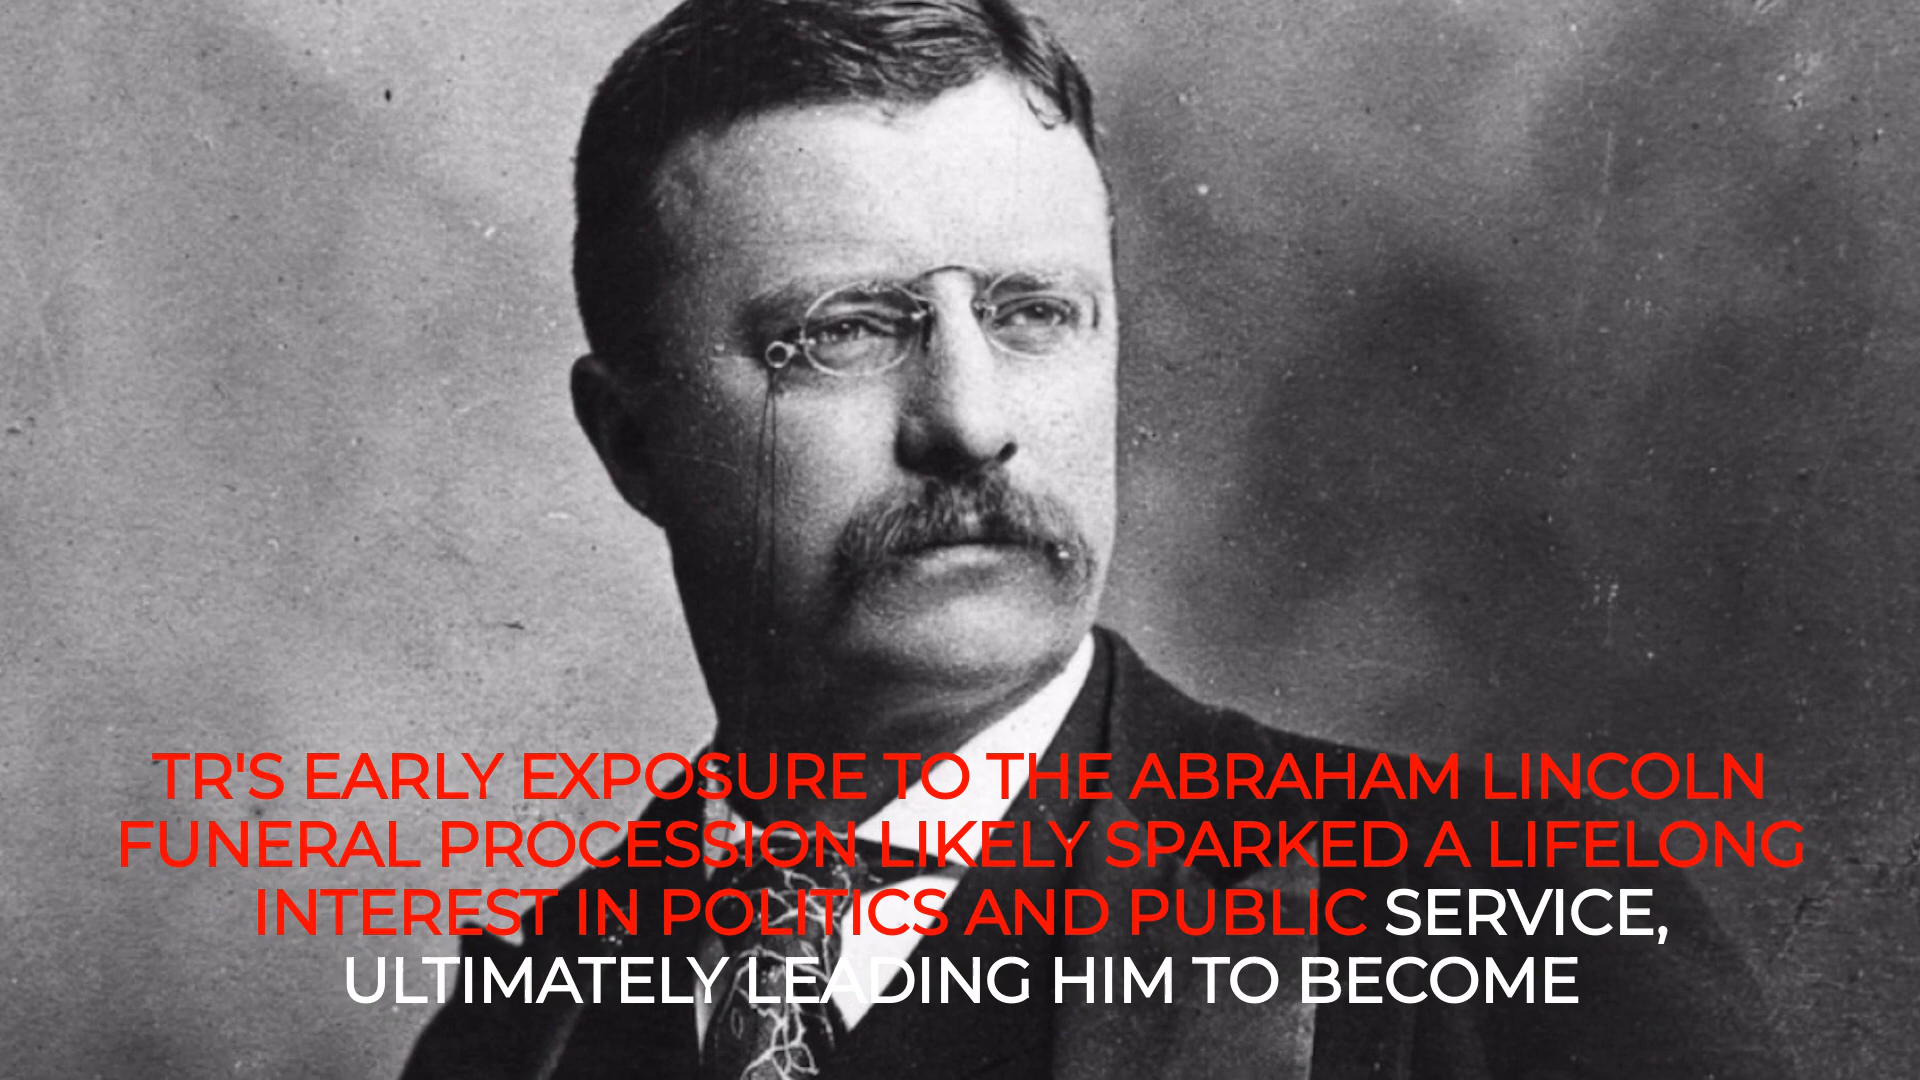 TR'S EARLY EXPOSURE TO THE ABRAHAM LINCOLN
FUNERAL PROCESSION LIKELY SPARKED A LIFELONG
INTEREST IN POLITICS AND PUBLIC SERVICE,
ULTIMATELY LEADING HIM TO BECOME